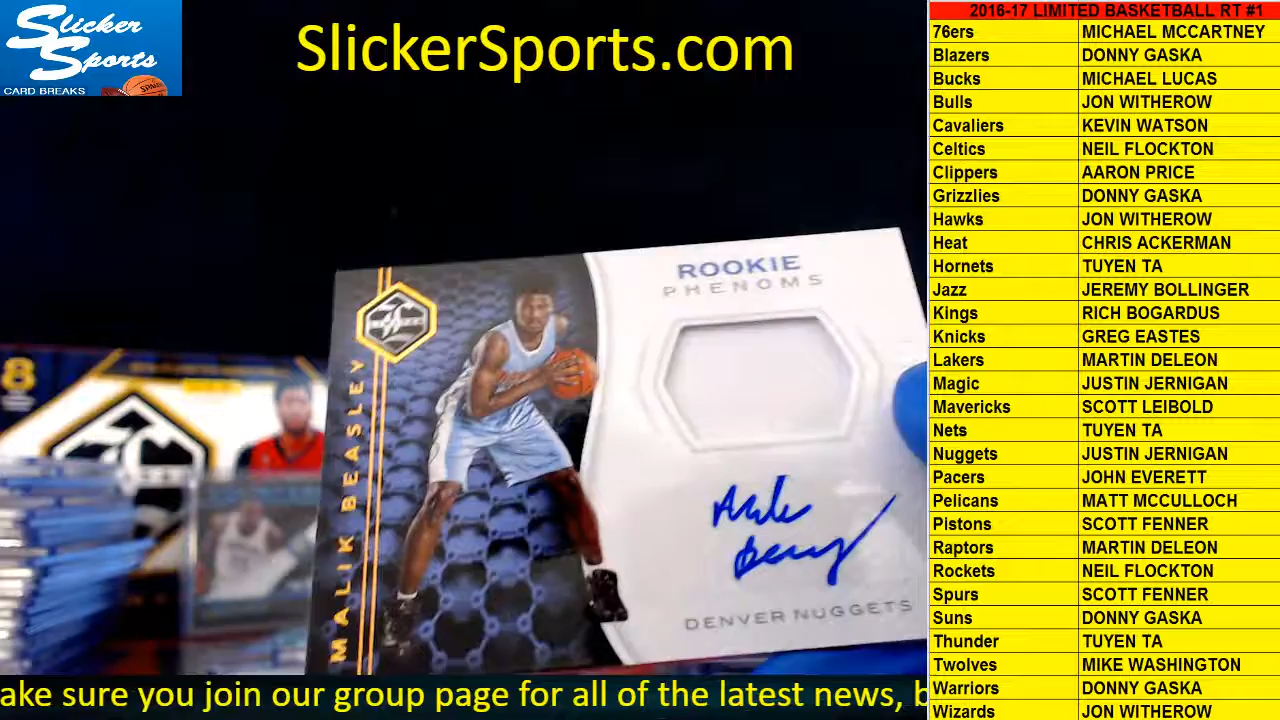 Slicker
Sports
CARD BREAKS
SPALDING
SlickerSports.com
ROOKIE
PHENOMS
LIMITED
MALIK BEASLEY
DENVER NUGGETS
8
ake sure you join our group page for all of the latest news, b
2016-17 LIMITED BASKETBALL RT #1
76ers MICHAEL MCCARTNEY
Blazers DONNY GASKA
Bucks MICHAEL LUCAS
Bulls JON WITHEROW
Cavaliers KEVIN WATSON
Celtics NEIL FLOCKTON
Clippers AARON PRICE
Grizzlies DONNY GASKA
Hawks JON WITHEROW
Heat CHRIS ACKERMAN
Hornets TUYEN TA
Jazz JEREMY BOLLINGER
Kings RICH BOGARDUS
Knicks GREG EASTES
Lakers MARTIN DELEON
Magic JUSTIN JERNIGAN
Mavericks SCOTT LEIBOLD
Nets TUYEN TA
Nuggets JUSTIN JERNIGAN
Pacers JOHN EVERETT
Pelicans MATT MCCULLOCH
Pistons SCOTT FENNER
Raptors MARTIN DELEON
Rockets NEIL FLOCKTON
Spurs SCOTT FENNER
Suns DONNY GASKA
Thunder TUYEN TA
Twolves MIKE WASHINGTON
Warriors DONNY GASKA
Wizards JON WITHEROW